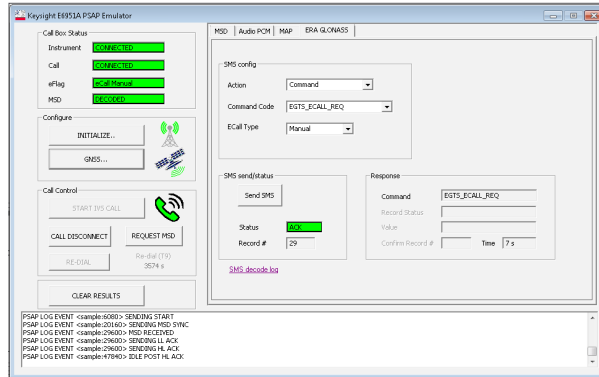 Keysight E6951A PSAP Emulator
Call Box Status
Instrument CONNECTED
Call CONNECTED
eFlag eCall Manual
MSD DECODED
Configure
INITIALIZE..
GNSS...
Call Control
START IVS CALL
CALL DISCONNECT REQUEST MSD
RE-DIAL
Re-dial (T9)
3574 s
CLEAR RESULTS
MSD Audio PCM MAP ERA GLONASS
SMS config
Action Command
Command Code EGTS_ECALL_REQ
ECall Type Manual
SMS send/status
Send SMS
Status ACK
Record # 29
SMS decode log
Response
Command EGTS_ECALL_REQ
Record Status
Value
Confirm Record # Time 7 s
PSAP LOG EVENT <sample:6080> SENDING START
PSAP LOG EVENT <sample:20160> SENDING MSD SYNC
PSAP LOG EVENT <sample:29600> MSD RECEIVED
PSAP LOG EVENT <sample:29600> SENDING LL ACK
PSAP LOG EVENT <sample:29600> SENDING HL ACK
PSAP LOG EVENT <sample:47840> IDLE POST HL ACK